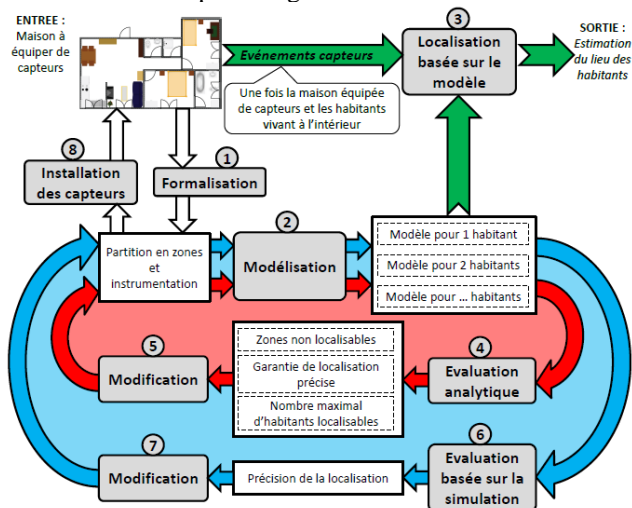 ENTREE :
Maison à
équiper de
capteurs
Evénements capteurs
3
Localisation
basée sur le
modèle
SORTIE :
Estimation
du lieu des
habitants
Une fois la maison équipée
de capteurs et les habitants
vivant à l'intérieur
8
Installation
des capteurs
1
Formalisation
Partition en zones
et
instrumentation
2
Modélisation
Modèle pour 1 habitant
Modèle pour 2 habitants
Modèle pour ... habitants
5
Modification
Zones non localisables
Garantie de localisation
précise
Nombre maximal
d'habitants localisables
4
Evaluation
analytique
7
Modification
Précision de la localisation
6
Evaluation
basée sur la
simulation